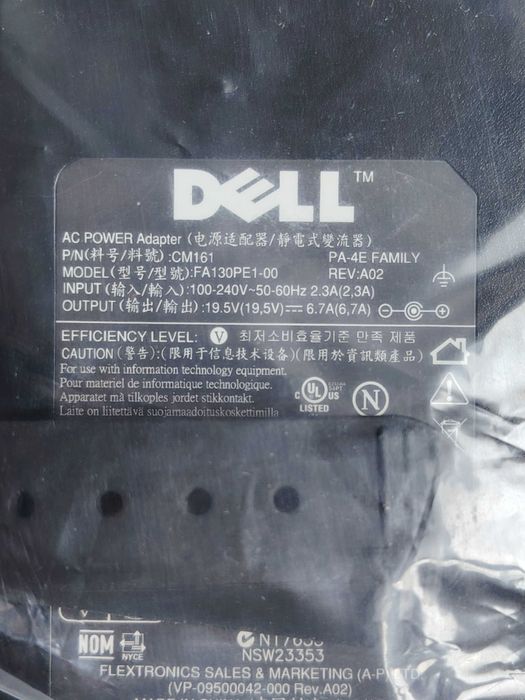 DELL™
AC POWER Adapter (电源适配器/靜電式變流器)
P/N(料号/料號):CM161 PA-4E FAMILY
MODEL(型号/型號):FA130PE1-00 REV:A02
INPUT (输入/輸入):100-240V~50-60Hz 2.3A(2,3A)
OUTPUT (输出/輸出):19.5V(19,5V)⎓ 6.7A(6,7A)
EFFICIENCY LEVEL: V 최저소비효율기준 만족 제품
CAUTION (警告):(限用于信息技术设备)(限用於資訊類產品)
For use with information technology equipment.
Pour materiel de informatique technologique.
Apparatet må tilkoples jordet stikkontakt.
Laite on liitettävä suojamaadoituskoskettimilla
C UL US
LISTED
N
NOM
NYCE
NSW23353
FLEXTRONICS SALES & MARKETING (A-P) LTD
(VP-09500042-000 Rev.A02)